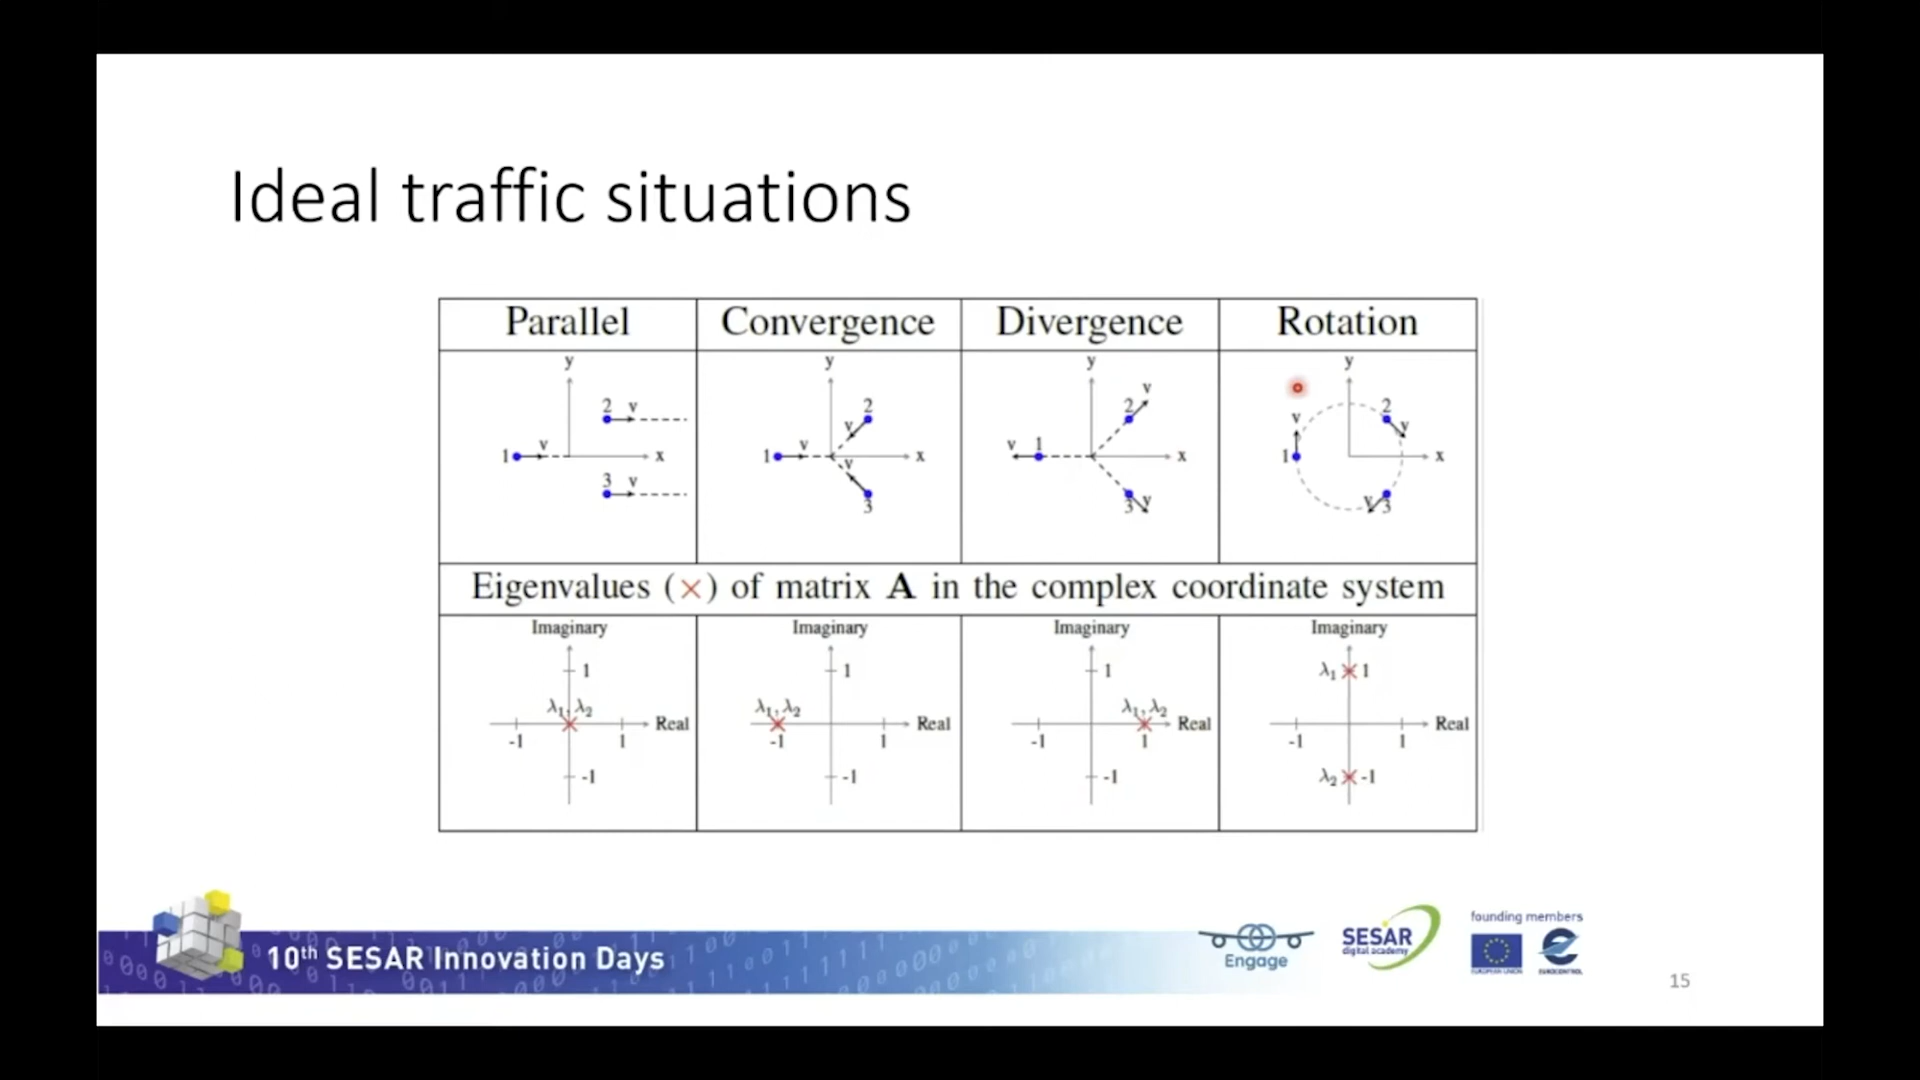 Ideal traffic situations
Parallel Convergence Divergence Rotation
y y y y
2 v 2 v 2 v 2 v
1 v x 1 v v x v 1 x v 1 x
3 v 3 3 v v 3
Eigenvalues (×) of matrix A in the complex coordinate system
Imaginary Imaginary Imaginary Imaginary
1 1 1 λ1 1
λ1, λ2 Real λ1, λ2 Real λ1, λ2 Real Real
-1 1 -1 1 -1 1 -1 1
-1 -1 -1 λ2 -1
10th SESAR Innovation Days
Engage
SESAR
digital academy
founding members
EUROPEAN UNION EUROCONTROL
15